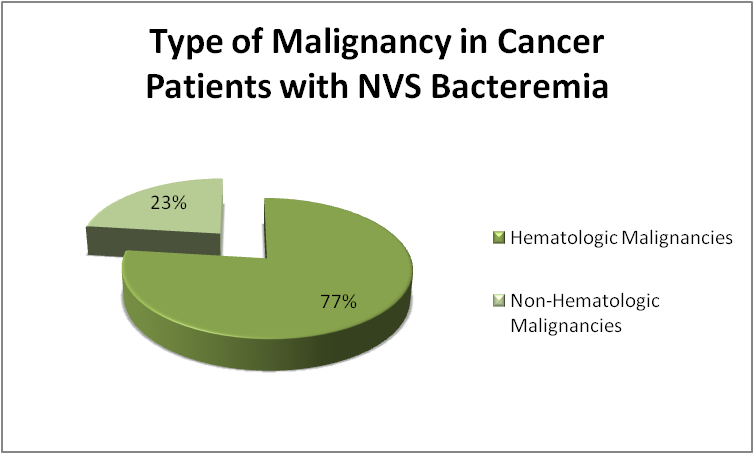 Type of Malignancy in Cancer
Patients with NVS Bacteremia
23%
77%
Hematologic Malignancies
Non-Hematologic
Malignancies